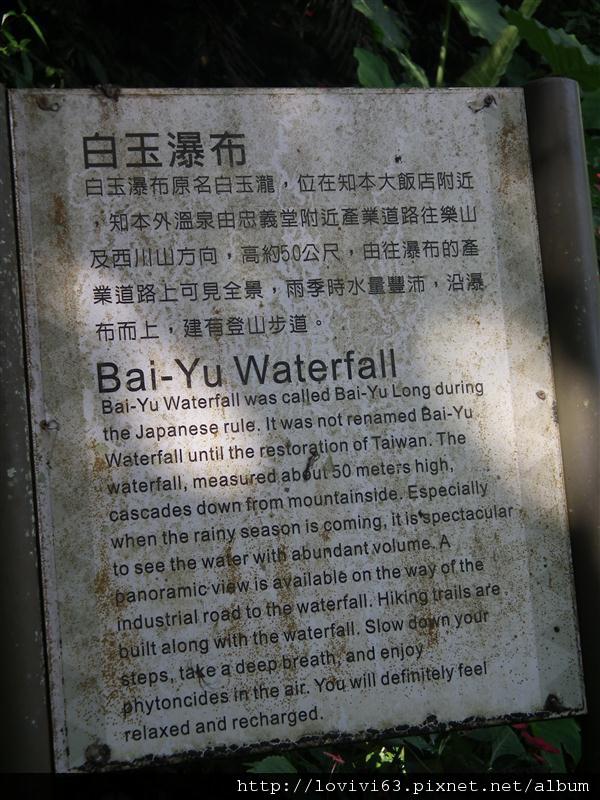 白玉瀑布
白玉瀑布原名白玉瀧，位在知本大飯店附近
，知本外溫泉由忠義堂附近產業道路往樂山
及西川山方向，高約50公尺，由往瀑布的產
業道路上可見全景，雨季時水量豐沛，沿瀑
布而上，建有登山步道。
Bai-Yu Waterfall
Bai-Yu Waterfall was called Bai-Yu Long during
the Japanese rule. It was not renamed Bai-Yu
Waterfall until the restoration of Taiwan. The
waterfall, measured about 50 meters high,
cascades down from mountainside. Especially
when the rainy season is coming, it is spectacular
to see the water with abundant volume. A
panoramic view is available on the way of the
industrial road to the waterfall. Hiking trails are
built along with the waterfall. Slow down your
steps, take a deep breath, and enjoy
phytoncides in the air. You will definitely feel
relaxed and recharged.
http://lovivi63.pixnet.net/album